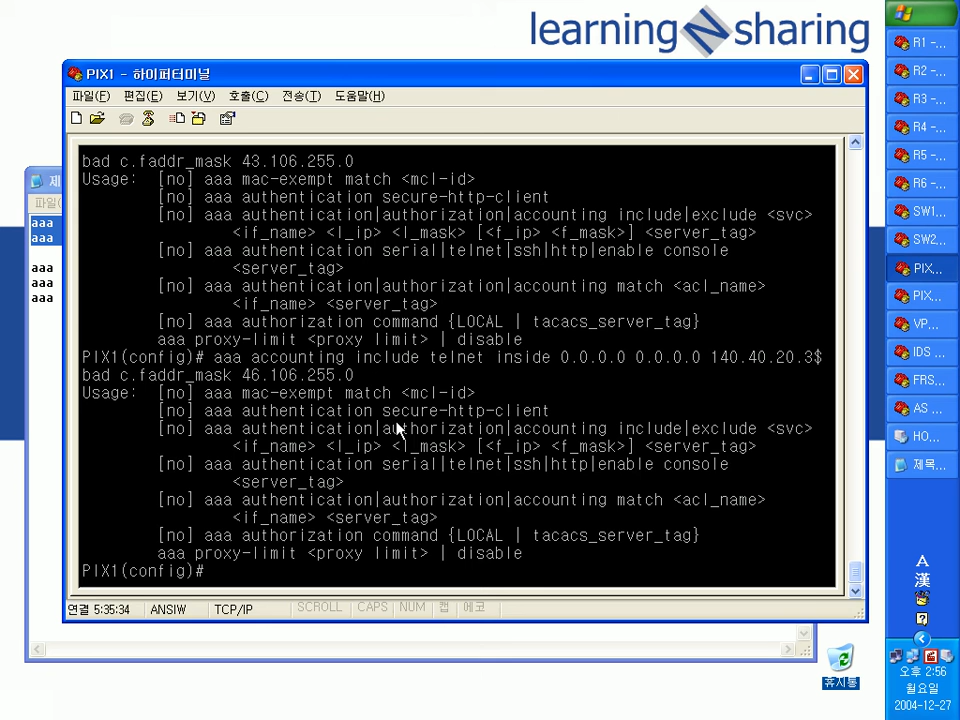 learning N sharing
PIX1 - 하이퍼터미널
파일(F) 편집(E) 보기(V) 호출(C) 전송(T) 도움말(H)
bad c.faddr_mask 43.106.255.0
Usage: [no] aaa mac-exempt match <mcl-id>
[no] aaa authentication secure-http-client
[no] aaa authentication|authorization|accounting include|exclude <svc>
<if_name> <l_ip> <l_mask> [<f_ip> <f_mask>] <server_tag>
[no] aaa authentication serial|telnet|ssh|http|enable console
<server_tag>
[no] aaa authentication|authorization|accounting match <acl_name>
<if_name> <server_tag>
[no] aaa authorization command {LOCAL | tacacs_server_tag}
aaa proxy-limit <proxy limit> | disable
PIX1(config)# aaa accounting include telnet inside 0.0.0.0 0.0.0.0 140.40.20.3$
bad c.faddr_mask 46.106.255.0
Usage: [no] aaa mac-exempt match <mcl-id>
[no] aaa authentication secure-http-client
[no] aaa authentication|authorization|accounting include|exclude <svc>
<if_name> <l_ip> <l_mask> [<f_ip> <f_mask>] <server_tag>
[no] aaa authentication serial|telnet|ssh|http|enable console
<server_tag>
[no] aaa authentication|authorization|accounting match <acl_name>
<if_name> <server_tag>
[no] aaa authorization command {LOCAL | tacacs_server_tag}
aaa proxy-limit <proxy limit> | disable
PIX1(config)#
연결 5:35:34 ANSIW TCP/IP SCROLL CAPS NUM 캡 에코
제
파일(
aaa
aaa
aaa
aaa
aaa
휴지통
R1 -...
R2 -...
R3 -...
R4 -...
R5 -...
R6 -...
SW1...
SW2...
PIX...
PIX...
VP...
IDS ...
FRS...
AS ...
HO...
제목...
A
漢
오후 2:56
월요일
2004-12-27